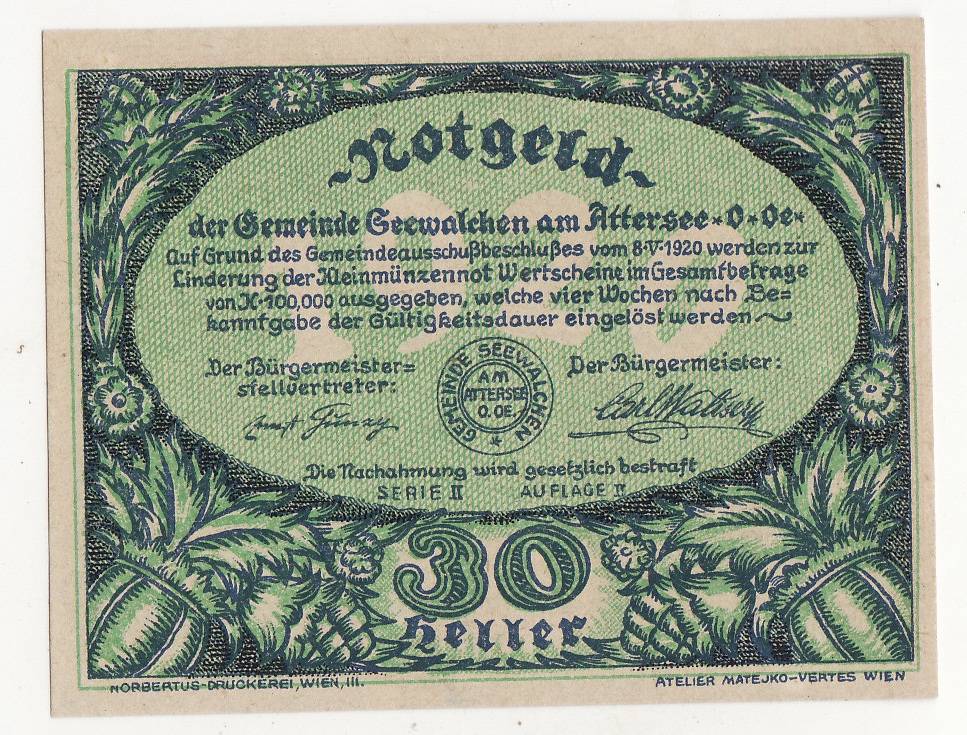 Notgeld
1920
der Gemeinde Seewalchen am Attersee * O * Oe *
Auf Grund des Gemeindeausschußbeschlußes vom 8·V·1920 werden zur
Linderung der Kleinmünzennot Wertscheine im Gesamtbetrage
von K·100,000 ausgegeben, welche vier Wochen nach Be=
kanntgabe der Gültigkeitsdauer eingelöst werden
Der Bürgermeister=
stellvertreter:
GEMEINDE SEEWALCHEN *
AM
ATTERSEE
O.OE.
Der Bürgermeister:
Die Nachahmung wird gesetzlich bestraft
SERIE II AUFLAGE II
30
heller
NORBERTUS-DRUCKEREI, WIEN, III.
ATELIER MATEJKO-VERTES WIEN